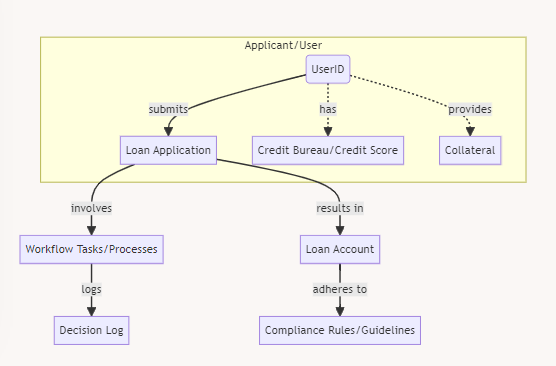 Applicant/User
UserID
submits
has
provides
Loan Application
Credit Bureau/Credit Score
Collateral
involves
results in
Workflow Tasks/Processes
Loan Account
logs
adheres to
Decision Log
Compliance Rules/Guidelines